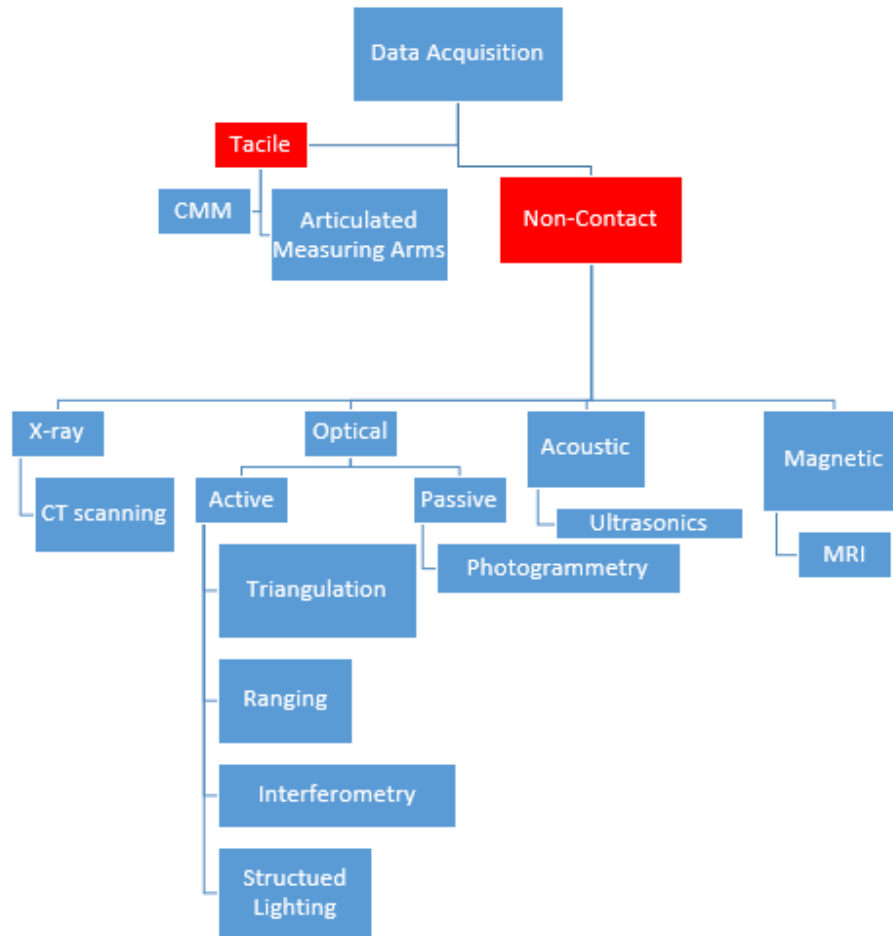 Data Acquisition
Tacile
CMM
Articulated
Measuring Arms
Non-Contact
X-ray
CT scanning
Optical
Active
Triangulation
Ranging
Interferometry
Structued
Lighting
Passive
Photogrammetry
Acoustic
Ultrasonics
Magnetic
MRI